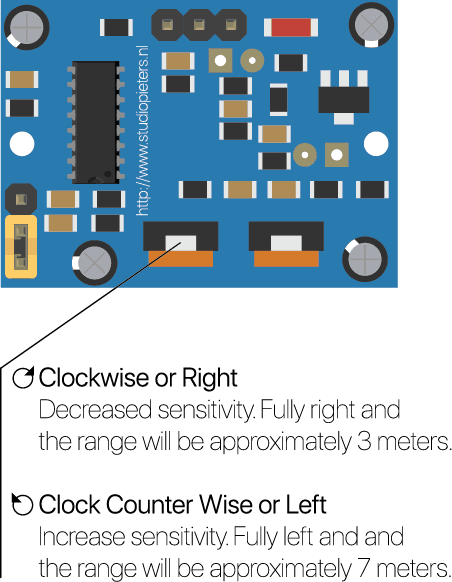 http://www.studiopieters.nl
Clockwise or Right
Decreased sensitivity. Fully right and
the range will be approximately 3 meters.
Clock Counter Wise or Left
Increase sensitivity. Fully left and and
the range will be approximately 7 meters.